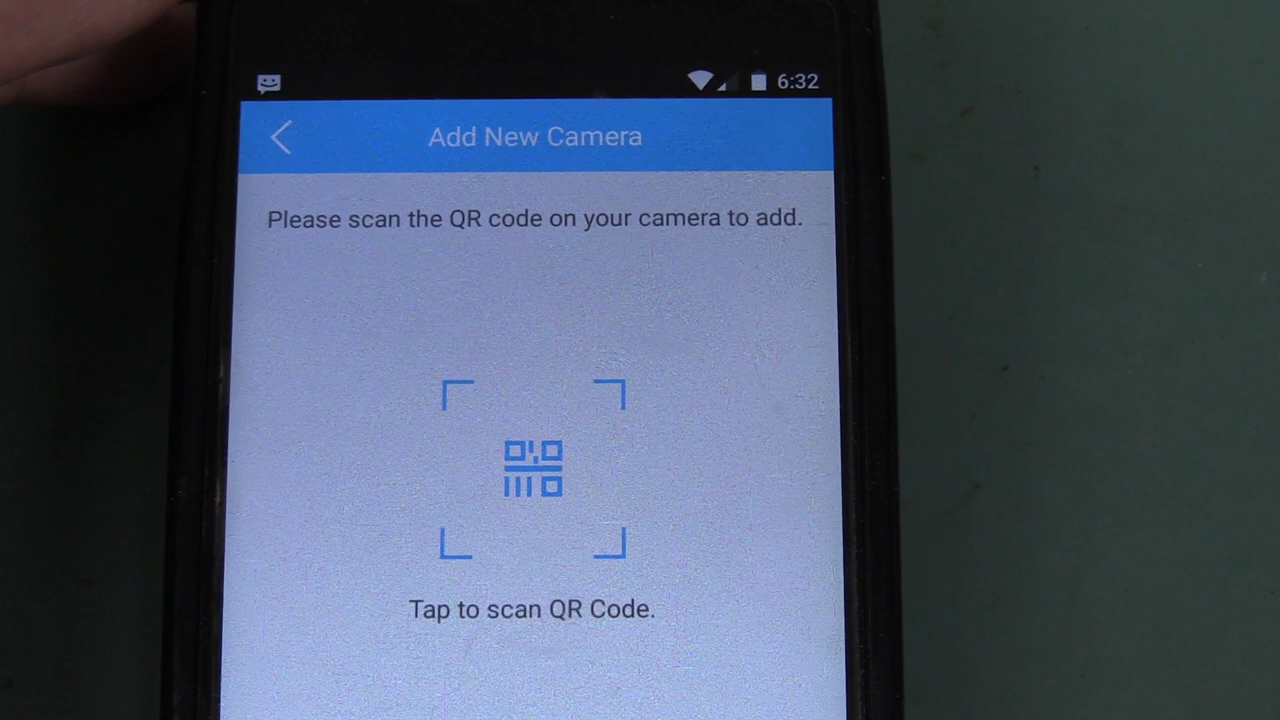 6:32
Add New Camera
Please scan the QR code on your camera to add.
Tap to scan QR Code.